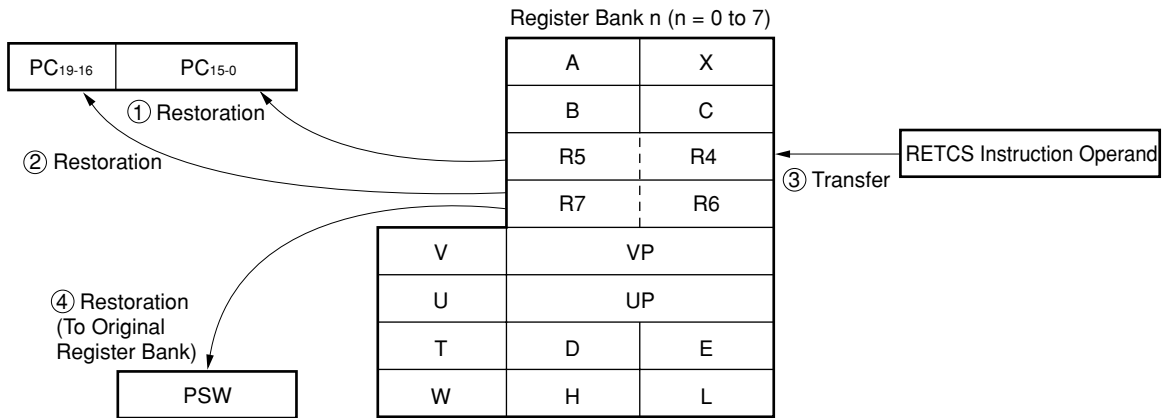 Register Bank n (n = 0 to 7)
PC19-16 PC15-0
A X
① Restoration
B C
② Restoration
R5 R4
RETCS Instruction Operand
③ Transfer
R7 R6
V VP
④ Restoration
(To Original
Register Bank)
U UP
T D E
PSW
W H L